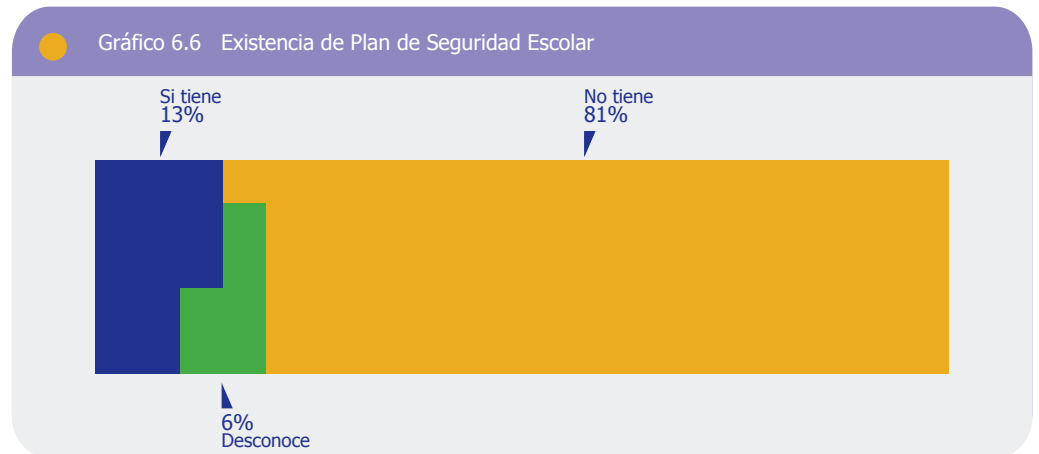 Gráfico 6.6 Existencia de Plan de Seguridad Escolar
Si tiene
13%
No tiene
81%
6%
Desconoce